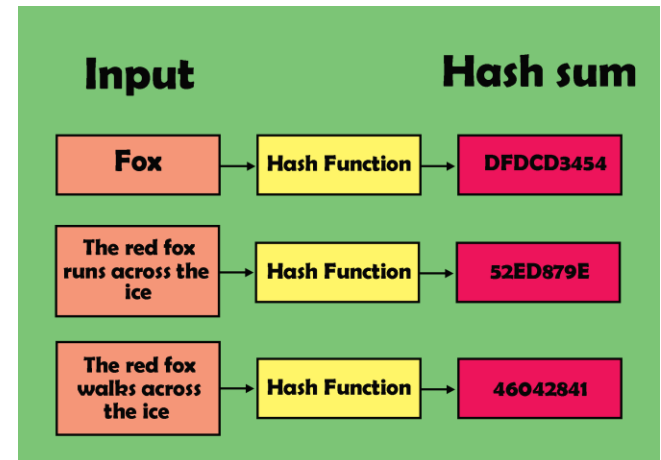 Input
Hash sum
Fox
Hash Function
DFDCD3454
The red fox
runs across the
ice
Hash Function
52ED879E
The red fox
walks across
the ice
Hash Function
46042841